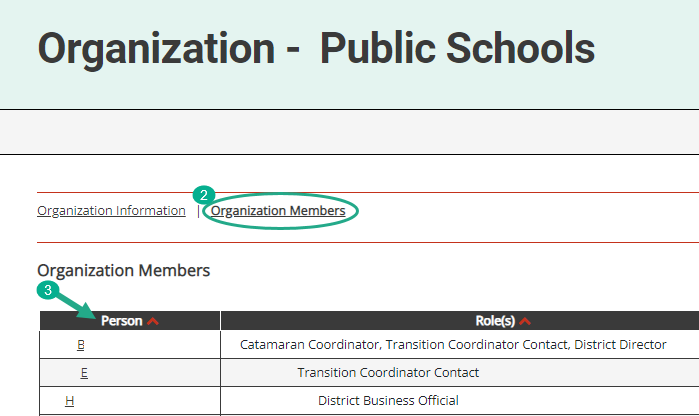 Organization - Public Schools
2
Organization Information | Organization Members
Organization Members
3
Person Role(s)
B Catamaran Coordinator, Transition Coordinator Contact, District Director
E Transition Coordinator Contact
H District Business Official